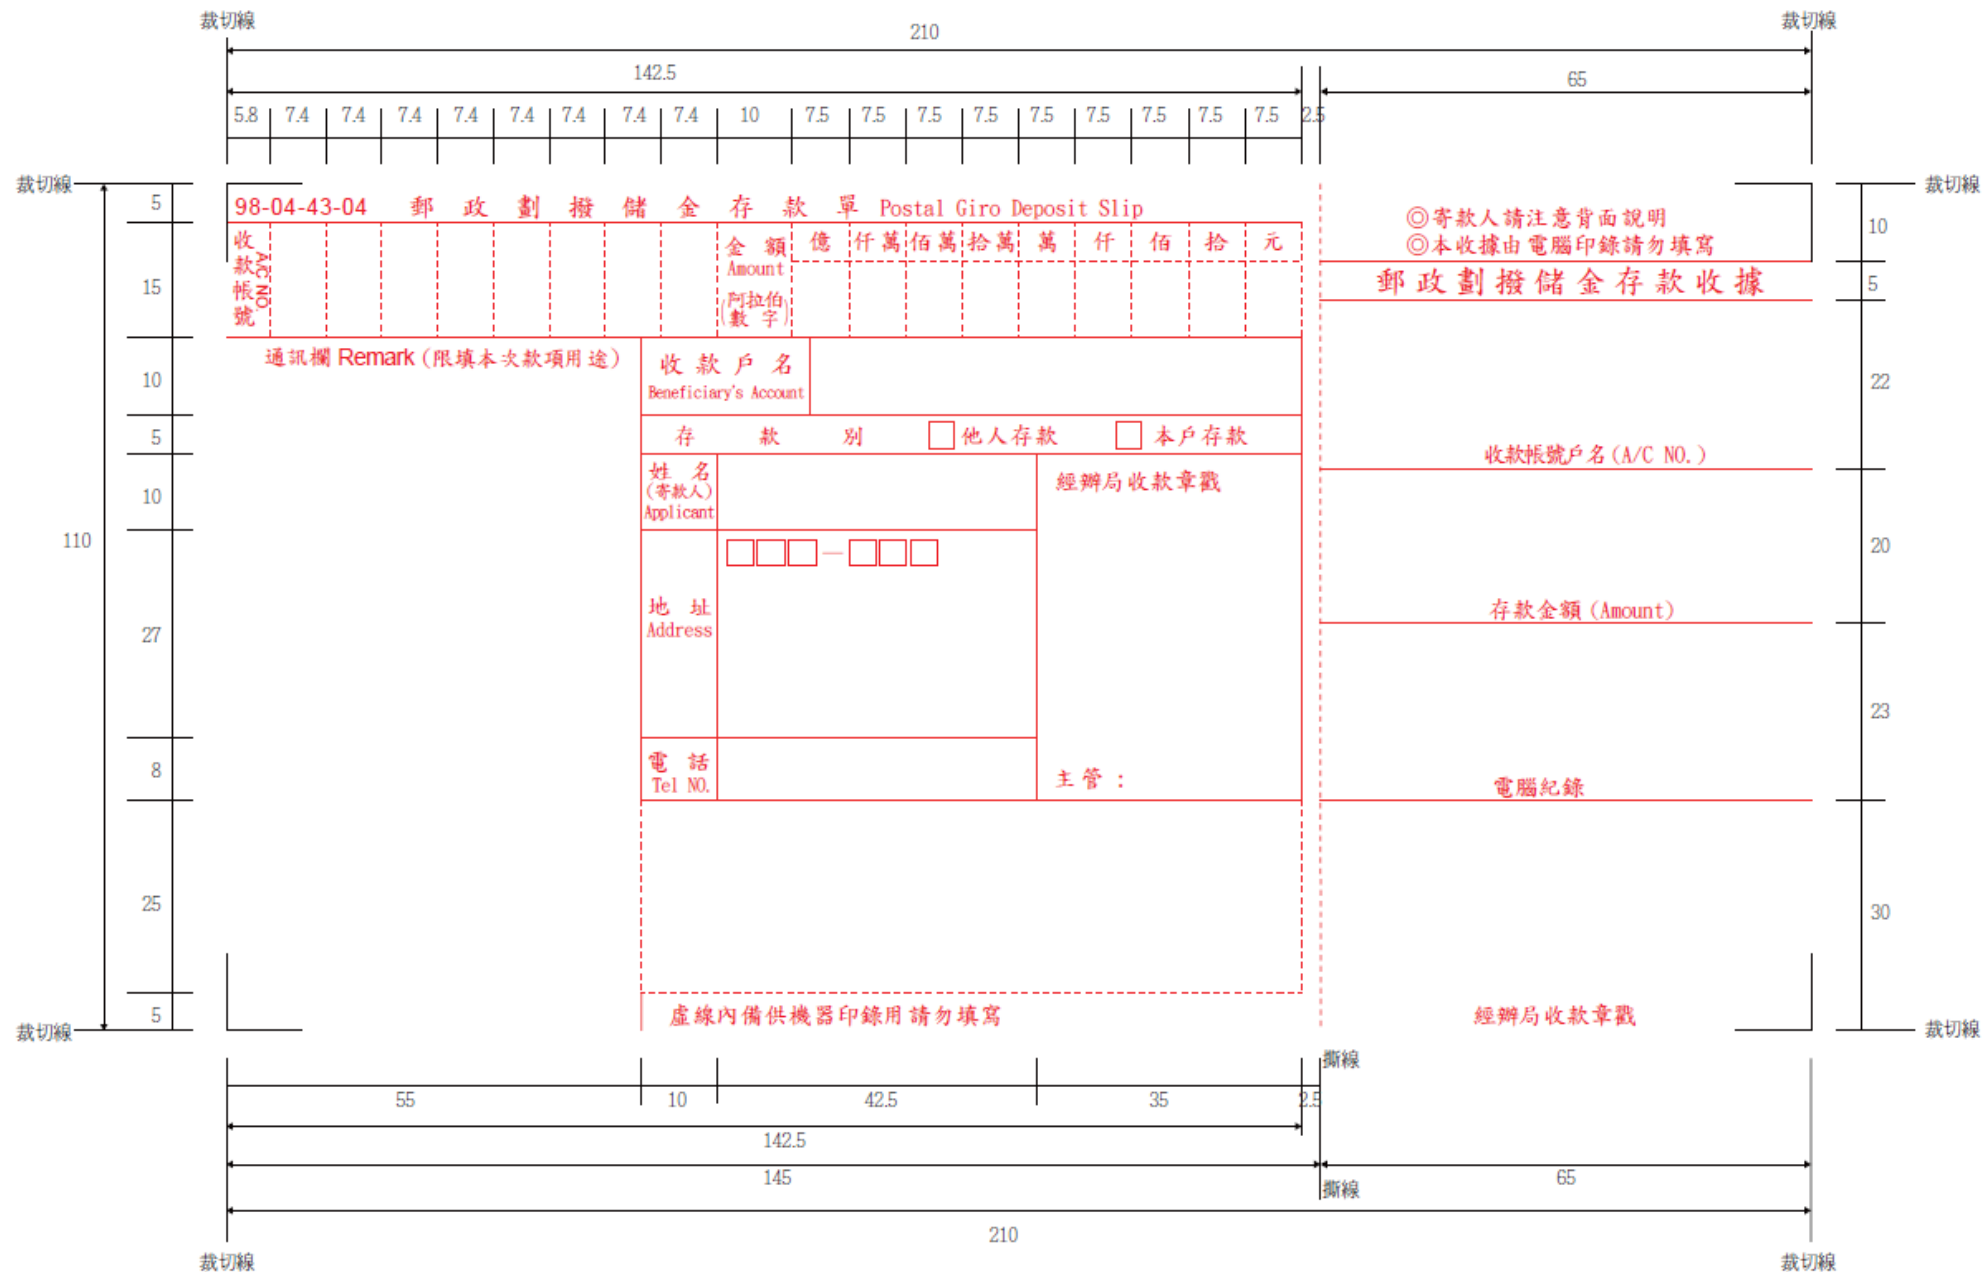 裁切線 裁切線
210
142.5 65
5.8 7.4 7.4 7.4 7.4 7.4 7.4 7.4 7.4 10 7.5 7.5 7.5 7.5 7.5 7.5 7.5 7.5 7.5 2.5
裁切線 裁切線
5
98-04-43-04 郵政劃撥儲金存款單 Postal Giro Deposit Slip
收款帳號
A/C NO.
金額
Amount
(阿拉伯數字)
億 仟萬 佰萬 拾萬 萬 仟 佰 拾 元
◎寄款人請注意背面說明
◎本收據由電腦印錄請勿填寫
10
15
郵政劃撥儲金存款收據
5
通訊欄 Remark (限填本次款項用途)
收款戶名
Beneficiary's Account
10
22
5
存款別 他人存款 本戶存款
收款帳號戶名(A/C NO.)
10
姓名
(寄款人)
Applicant
經辦局收款章戳
110
20
—
27
地址
Address
存款金額(Amount)
23
8
電話
Tel NO.
主管：
電腦紀錄
25
30
5
虛線內備供機器印錄用請勿填寫
經辦局收款章戳
裁切線 裁切線
撕線
55 10 42.5 35 2.5
142.5
145 65
撕線
210
裁切線 裁切線